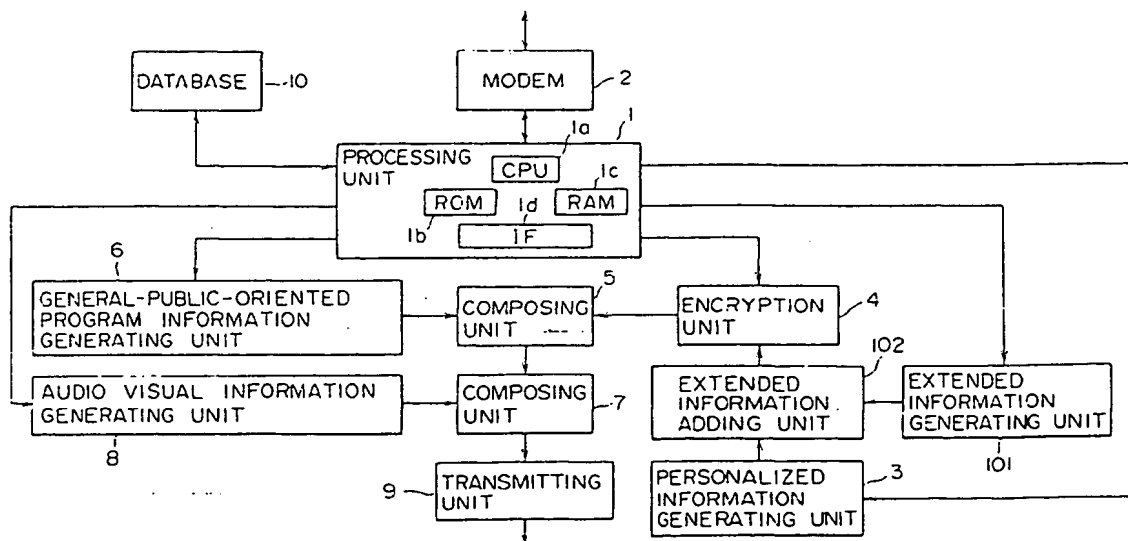 DATABASE
10
MODEM
2
1
PROCESSING
UNIT
1a
CPU
1c
ROM
RAM
1b
1d
IF
6
GENERAL-PUBLIC-ORIENTED
PROGRAM INFORMATION
GENERATING UNIT
5
COMPOSING
UNIT
ENCRYPTION
UNIT
4
102
AUDIO VISUAL INFORMATION
GENERATING UNIT
8
COMPOSING
UNIT
7
EXTENDED
INFORMATION
ADDING UNIT
EXTENDED
INFORMATION
GENERATING UNIT
101
9
TRANSMITTING
UNIT
PERSONALIZED
INFORMATION
GENERATING UNIT
3